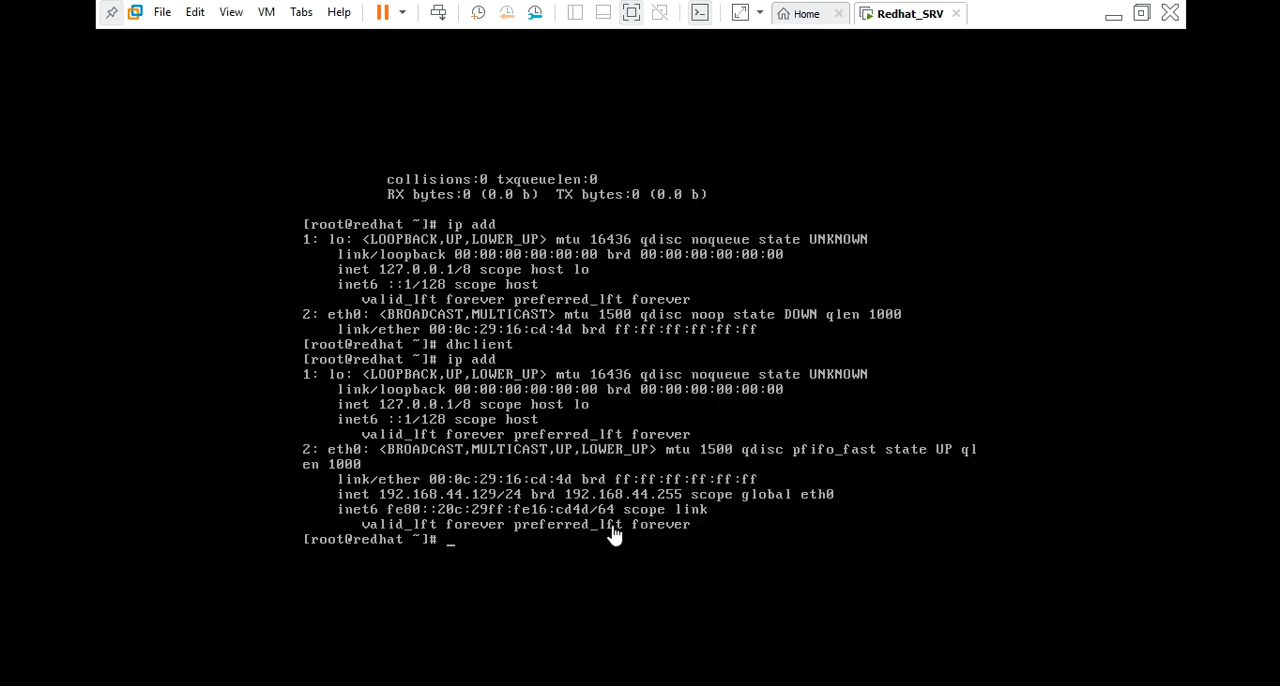 File Edit View VM Tabs Help Home Redhat_SRV
collisions:0 txqueuelen:0
RX bytes:0 (0.0 b)  TX bytes:0 (0.0 b)
[root@redhat ~]# ip add
1: lo: <LOOPBACK,UP,LOWER_UP> mtu 16436 qdisc noqueue state UNKNOWN
link/loopback 00:00:00:00:00:00 brd 00:00:00:00:00:00
inet 127.0.0.1/8 scope host lo
inet6 ::1/128 scope host
valid_lft forever preferred_lft forever
2: eth0: <BROADCAST,MULTICAST> mtu 1500 qdisc noop state DOWN qlen 1000
link/ether 00:0c:29:16:cd:4d brd ff:ff:ff:ff:ff:ff
[root@redhat ~]# dhclient
[root@redhat ~]# ip add
1: lo: <LOOPBACK,UP,LOWER_UP> mtu 16436 qdisc noqueue state UNKNOWN
link/loopback 00:00:00:00:00:00 brd 00:00:00:00:00:00
inet 127.0.0.1/8 scope host lo
inet6 ::1/128 scope host
valid_lft forever preferred_lft forever
2: eth0: <BROADCAST,MULTICAST,UP,LOWER_UP> mtu 1500 qdisc pfifo_fast state UP ql
en 1000
link/ether 00:0c:29:16:cd:4d brd ff:ff:ff:ff:ff:ff
inet 192.168.44.129/24 brd 192.168.44.255 scope global eth0
inet6 fe80::20c:29ff:fe16:cd4d/64 scope link
valid_lft forever preferred_lft forever
[root@redhat ~]# _